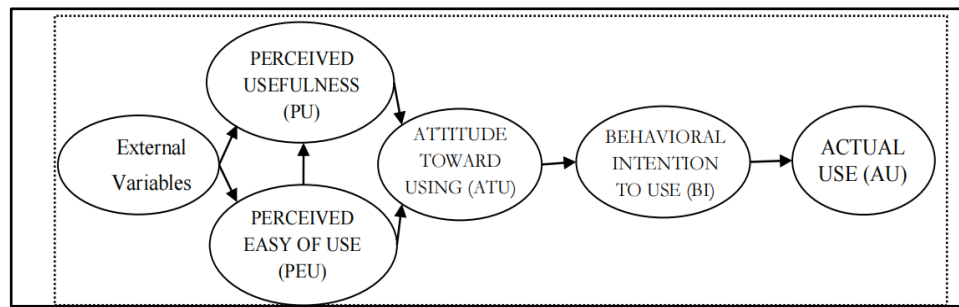 External
Variables
PERCEIVED
USEFULNESS
(PU)
PERCEIVED
EASY OF USE
(PEU)
ATTITUDE
TOWARD
USING (ATU)
BEHAVIORAL
INTENTION
TO USE (BI)
ACTUAL
USE (AU)